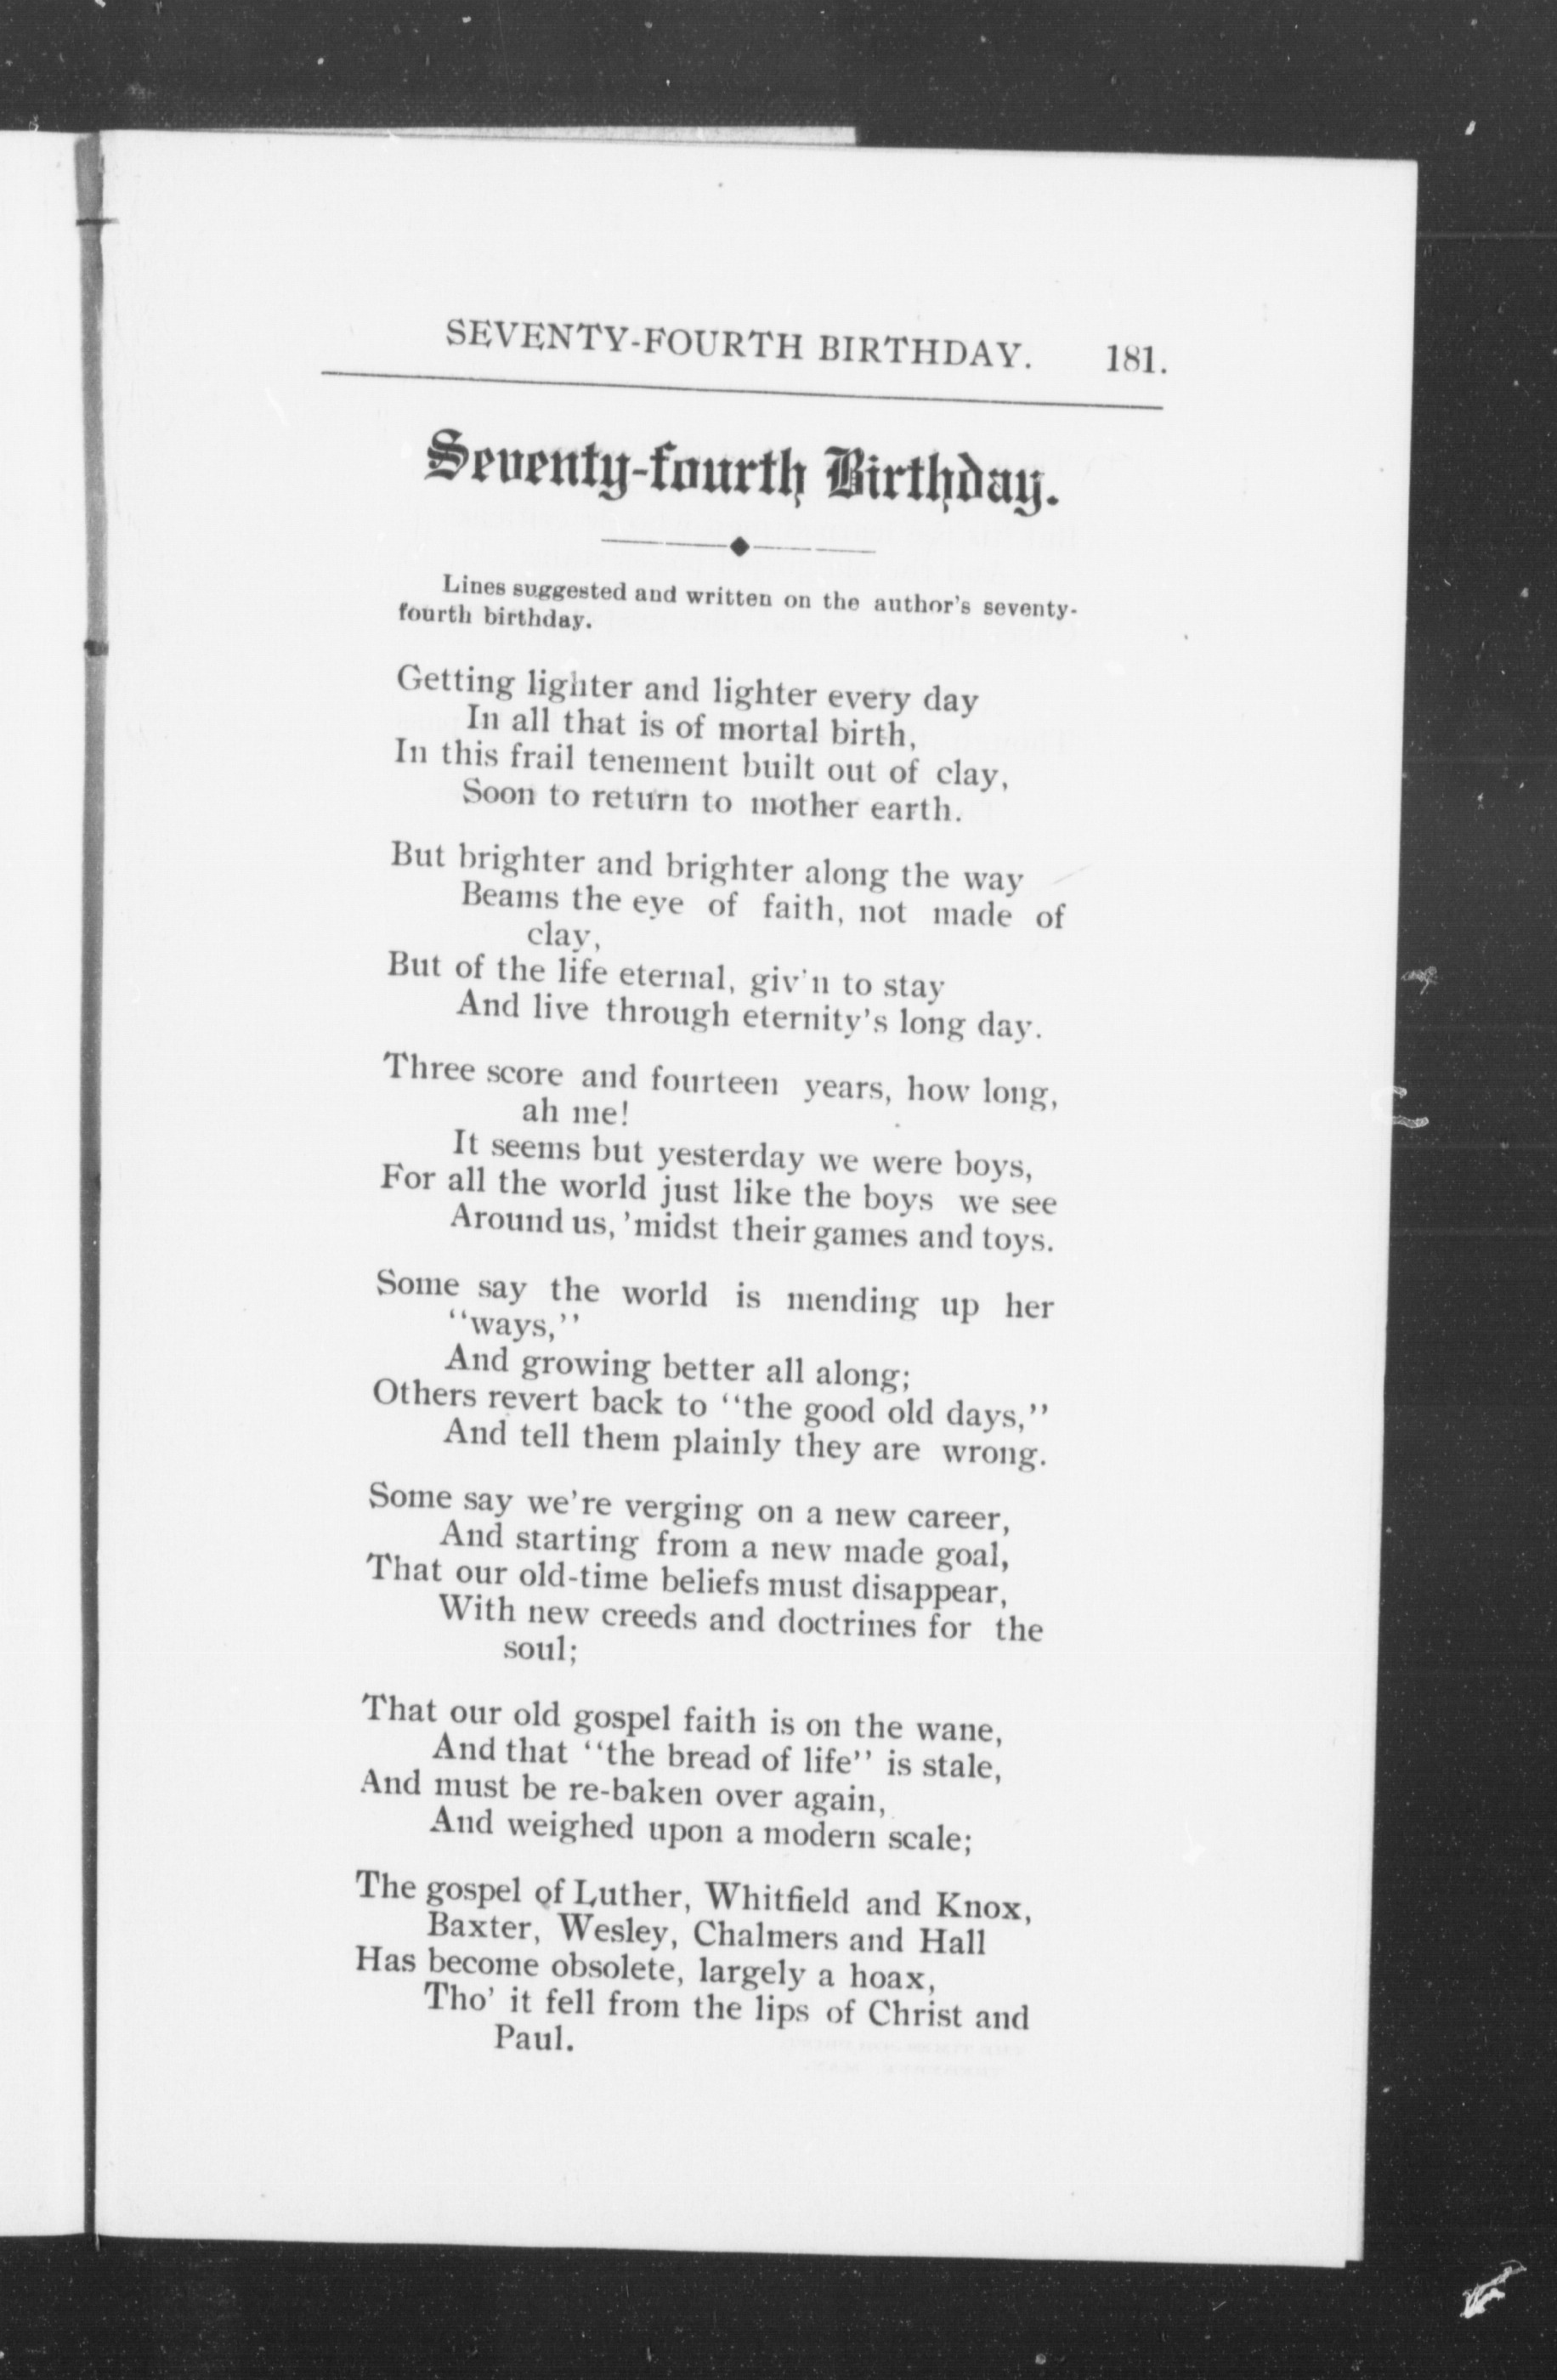 SEVENTY-FOURTH BIRTHDAY. 181.
Seventy-fourth Birthday.
Lines suggested and written on the author's seventy-
fourth birthday.
Getting lighter and lighter every day
In all that is of mortal birth,
In this frail tenement built out of clay,
Soon to return to mother earth.
But brighter and brighter along the way
Beams the eye of faith, not made of
clay,
But of the life eternal, giv'n to stay
And live through eternity's long day.
Three score and fourteen years, how long,
ah me!
It seems but yesterday we were boys,
For all the world just like the boys we see
Around us, 'midst their games and toys.
Some say the world is mending up her
"ways,"
And growing better all along;
Others revert back to "the good old days,"
And tell them plainly they are wrong.
Some say we're verging on a new career,
And starting from a new made goal,
That our old-time beliefs must disappear,
With new creeds and doctrines for the
soul;
That our old gospel faith is on the wane,
And that "the bread of life" is stale,
And must be re-baken over again,
And weighed upon a modern scale;
The gospel of Luther, Whitfield and Knox,
Baxter, Wesley, Chalmers and Hall
Has become obsolete, largely a hoax,
Tho' it fell from the lips of Christ and
Paul.